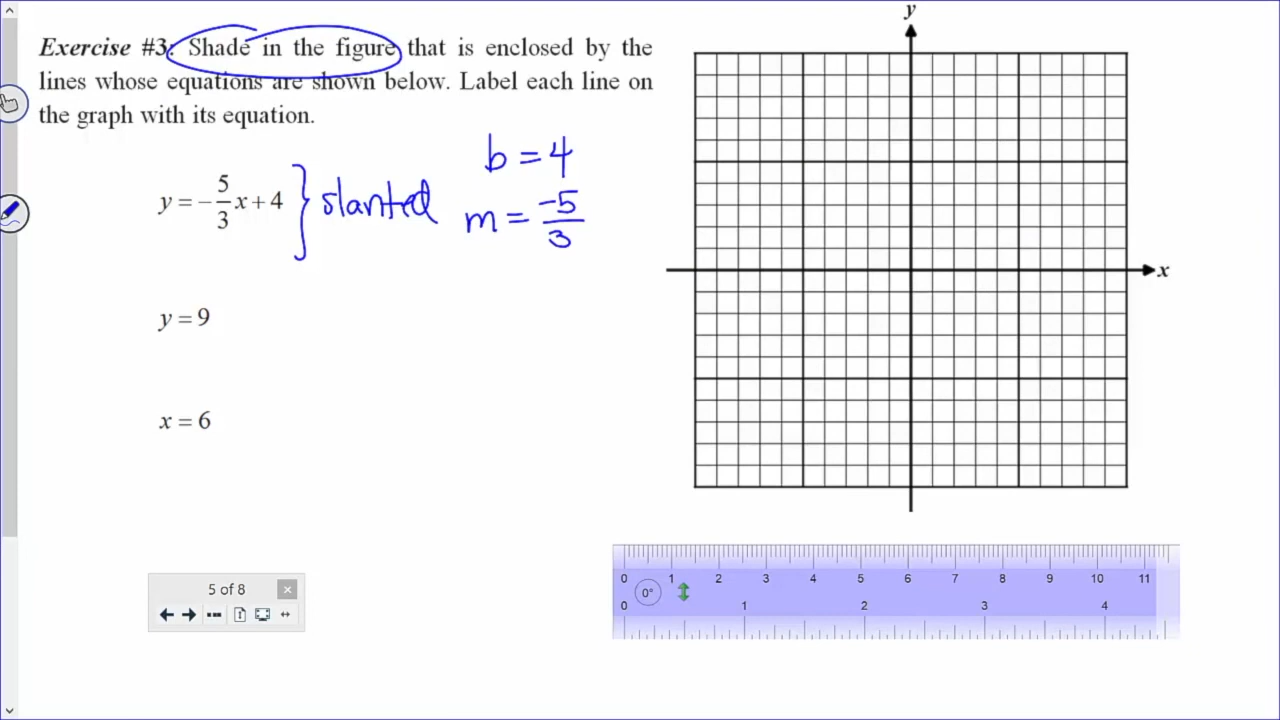 Exercise #3: Shade in the figure that is enclosed by the
lines whose equations are shown below. Label each line on
the graph with its equation.
y = -5/3 x + 4 } slanted
b = 4
m = -5/3
y = 9
x = 6
y
x
5 of 8
0 1 2 3 4 5 6 7 8 9 10 11
0°
0 1 2 3 4